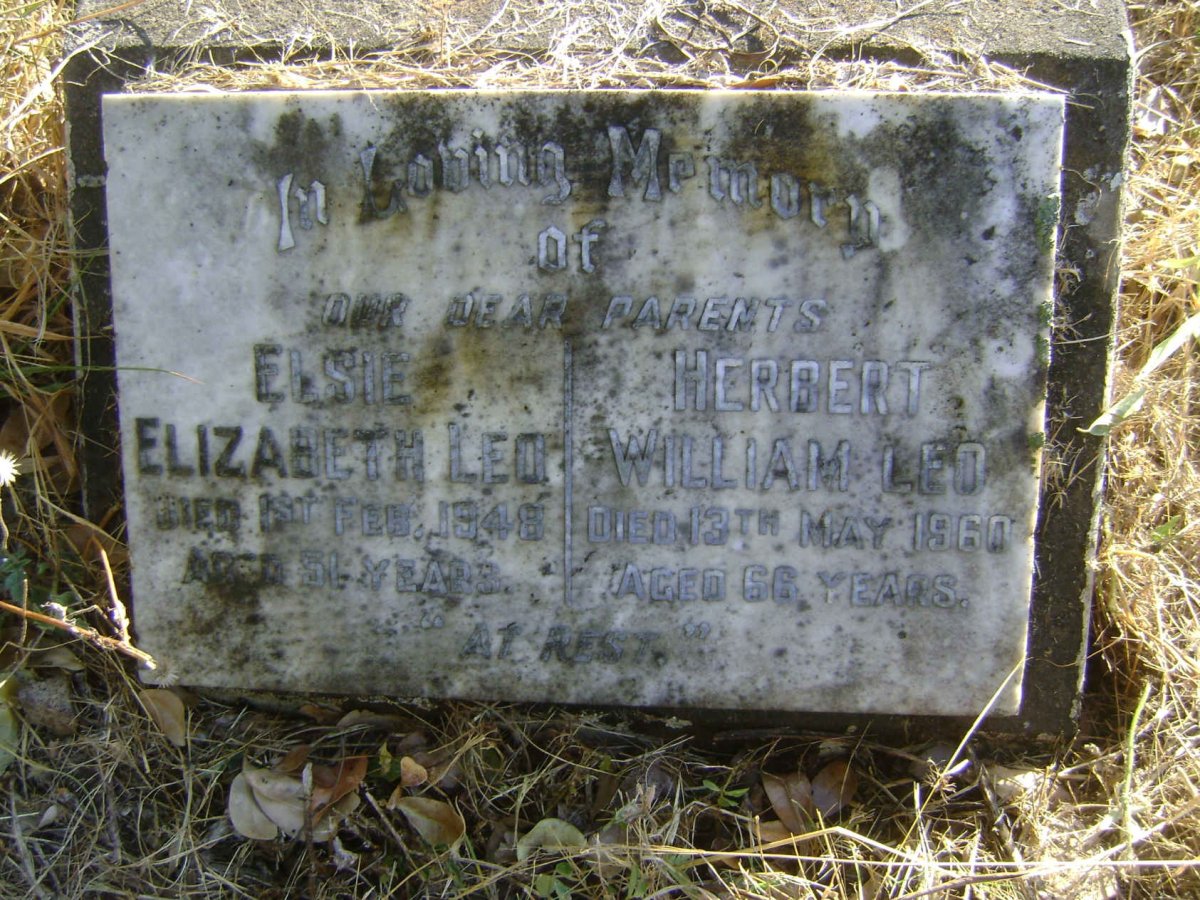 In Loving Memory
of
OUR DEAR PARENTS
ELSIE
ELIZABETH LEO
DIED 1ST FEB. 1948
AGED 51 YEARS.
HERBERT
WILLIAM LEO
DIED 13TH MAY 1960
AGED 66 YEARS.
"AT REST."